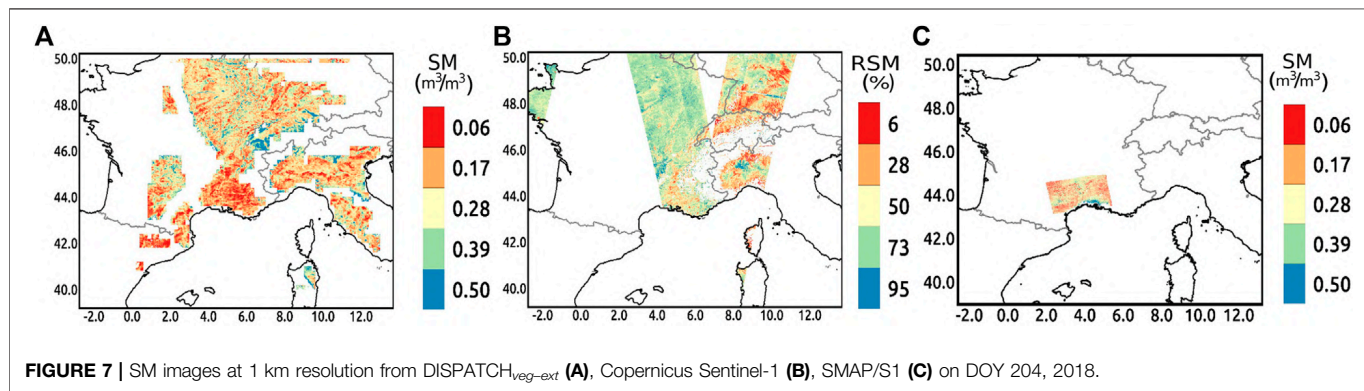 A
SM
(m³/m³)
50.0
48.0
46.0
44.0
42.0
40.0
-2.0 0.0 2.0 4.0 6.0 8.0 10.0
0.06
0.17
0.28
0.39
0.50
B
RSM
(%)
50.0
48.0
46.0
44.0
42.0
40.0
-2.0 0.0 2.0 4.0 6.0 8.0 10.0 12.0
6
28
50
73
95
C
SM
(m³/m³)
50.0
48.0
46.0
44.0
42.0
40.0
-2.0 0.0 2.0 4.0 6.0 8.0 10.0 12.0
0.06
0.17
0.28
0.39
0.50
FIGURE 7 | SM images at 1 km resolution from DISPATCHveg–ext (A), Copernicus Sentinel-1 (B), SMAP/S1 (C) on DOY 204, 2018.